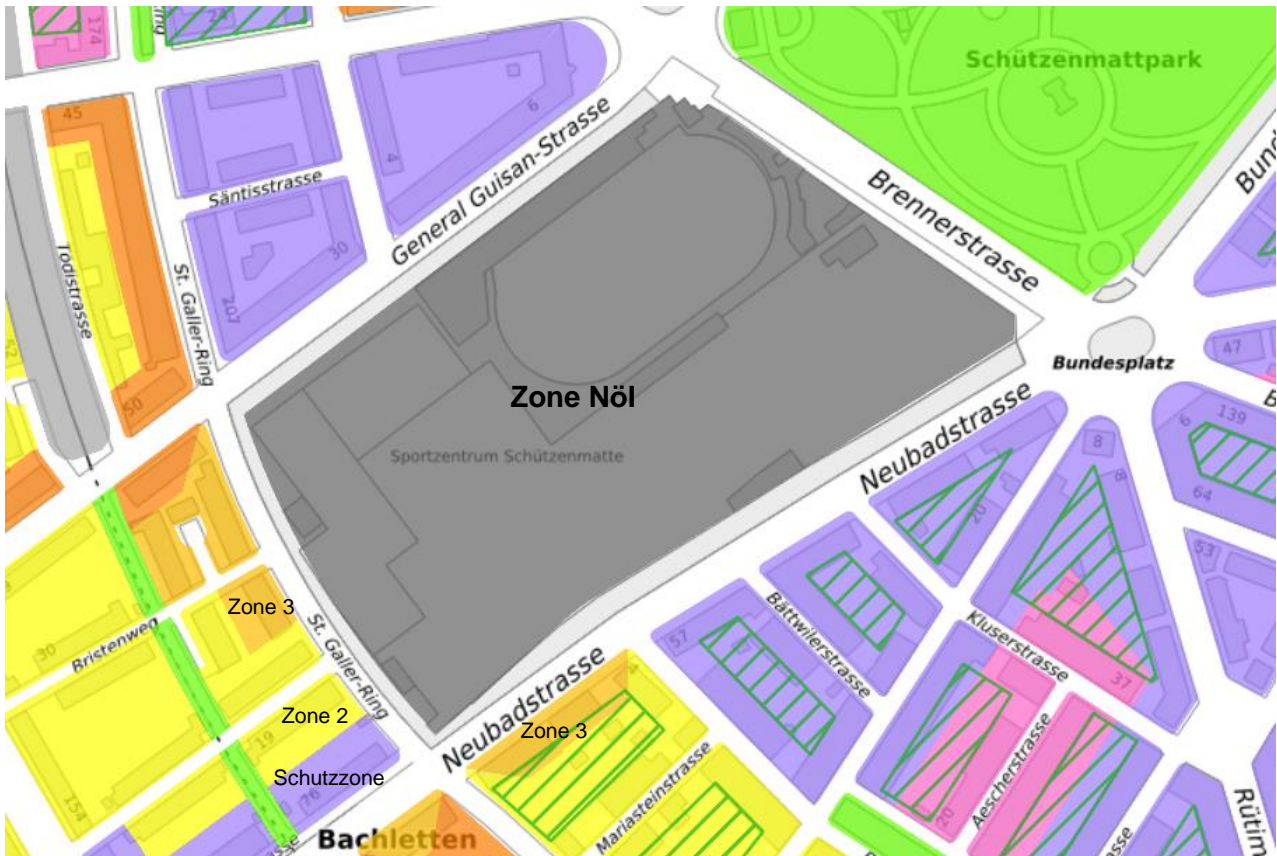 174
Schützenmattpark
45
6
4
Säntisstrasse
General Guisan-Strasse
Brennerstrasse
30
207
Tödistrasse
St. Galler-Ring
52
50
47
Bundesplatz
Zone Nöl
Sportzentrum Schützenmatte
Neubadstrasse
139
6
8
8
64
20
53
Zone 3
Bristenweg
30
St. Galler-Ring
57
Bättwilerstrasse
Kluserstrasse
37
Neubadstrasse
4
Zone 2
19
Zone 3
Schutzzone
76
Mariasteinstrasse
Aescherstrasse
154
20
Bachletten